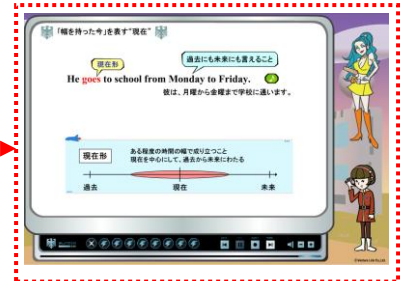 「幅を持った今」を表す"現在"
現在形
過去にも未来にも言えること
He goes to school from Monday to Friday.
彼は、月曜から金曜まで学校に通います。
現在形
ある程度の時間の幅で成り立つこと
現在を中心にして、過去から未来にわたる
過去
現在
未来